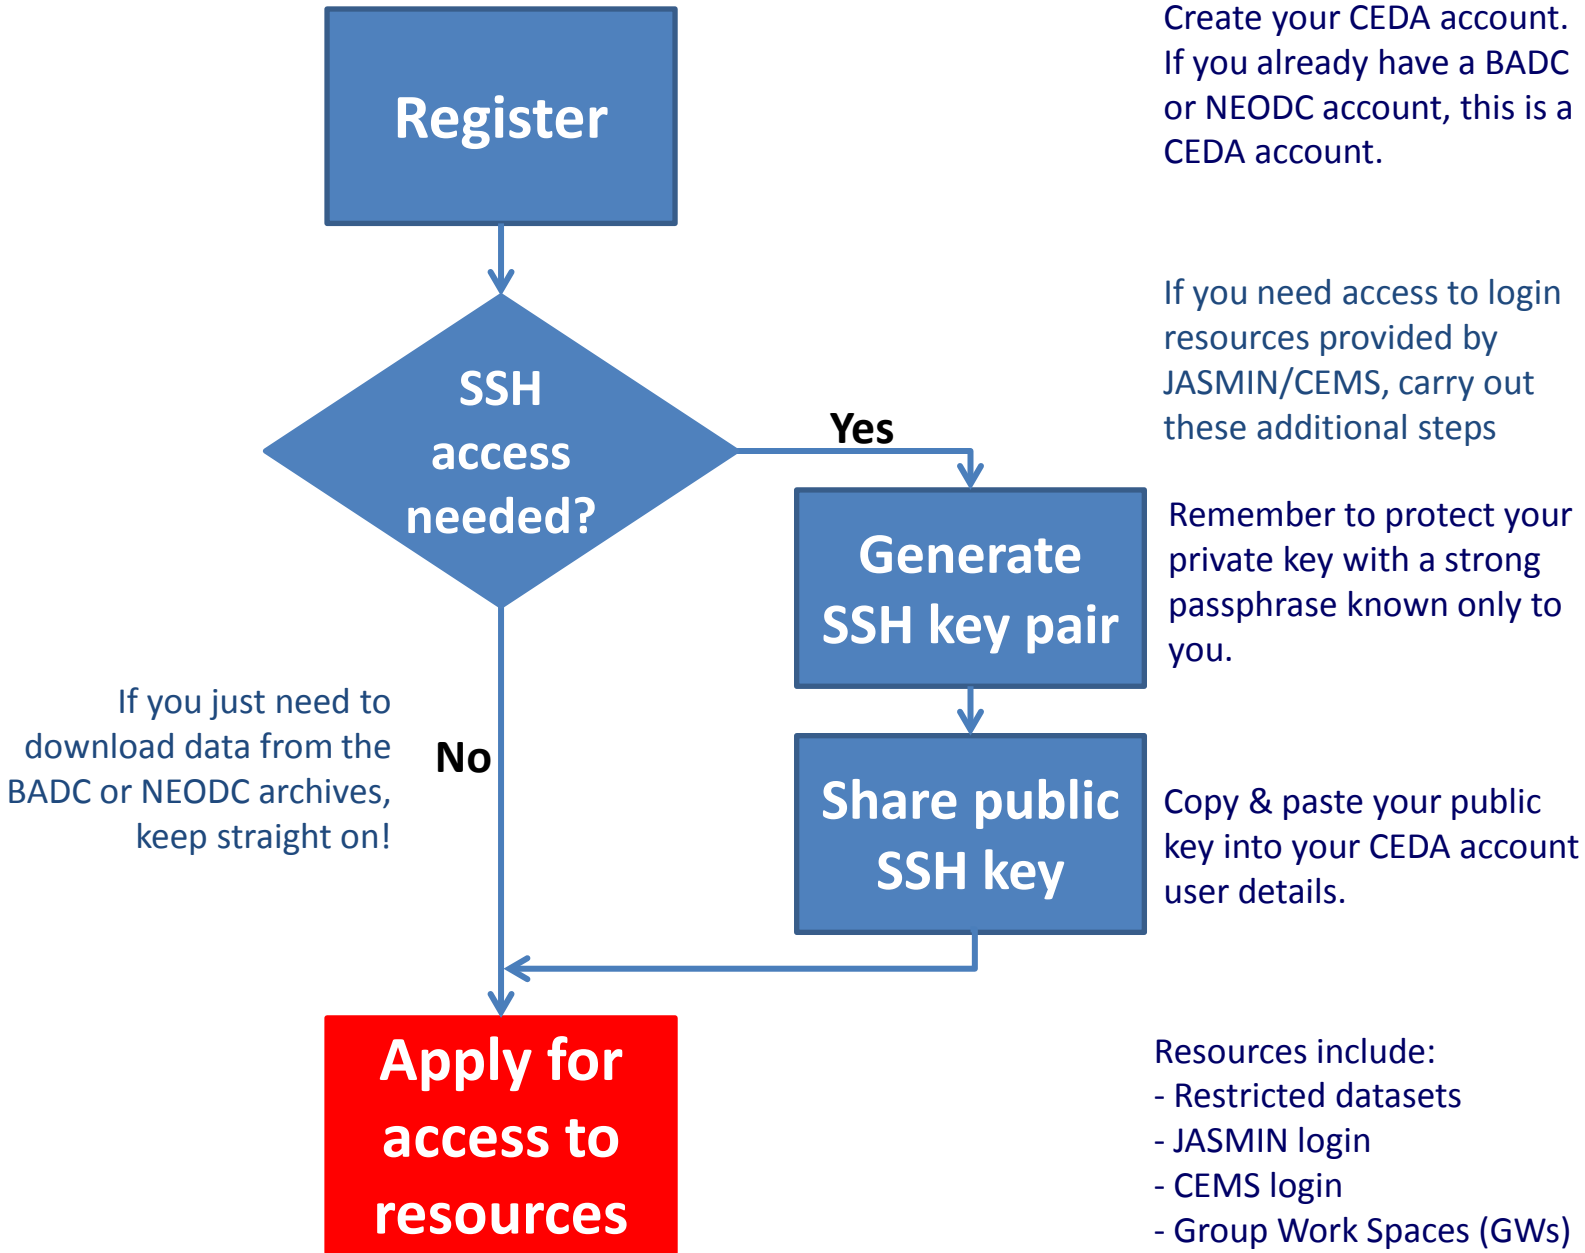 Register
Create your CEDA account.
If you already have a BADC
or NEODC account, this is a
CEDA account.
SSH
access
needed?
Yes
If you need access to login
resources provided by
JASMIN/CEMS, carry out
these additional steps
Generate
SSH key pair
Remember to protect your
private key with a strong
passphrase known only to
you.
If you just need to
download data from the
BADC or NEODC archives,
keep straight on!
No
Share public
SSH key
Copy & paste your public
key into your CEDA account
user details.
Apply for
access to
resources
Resources include:
- Restricted datasets
- JASMIN login
- CEMS login
- Group Work Spaces (GWs)